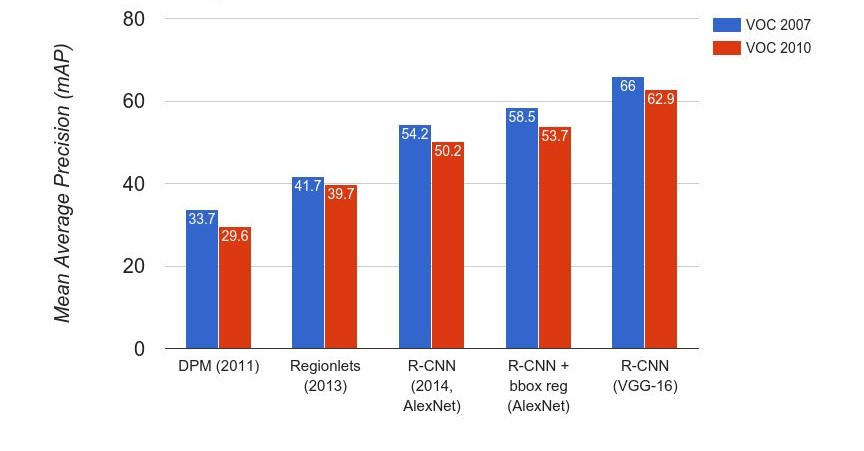 80
60
40
20
0
Mean Average Precision (mAP)
VOC 2007
VOC 2010
33.7
29.6
41.7
39.7
54.2
50.2
58.5
53.7
66
62.9
DPM (2011)
Regionlets
(2013)
R-CNN
(2014,
AlexNet)
R-CNN +
bbox reg
(AlexNet)
R-CNN
(VGG-16)